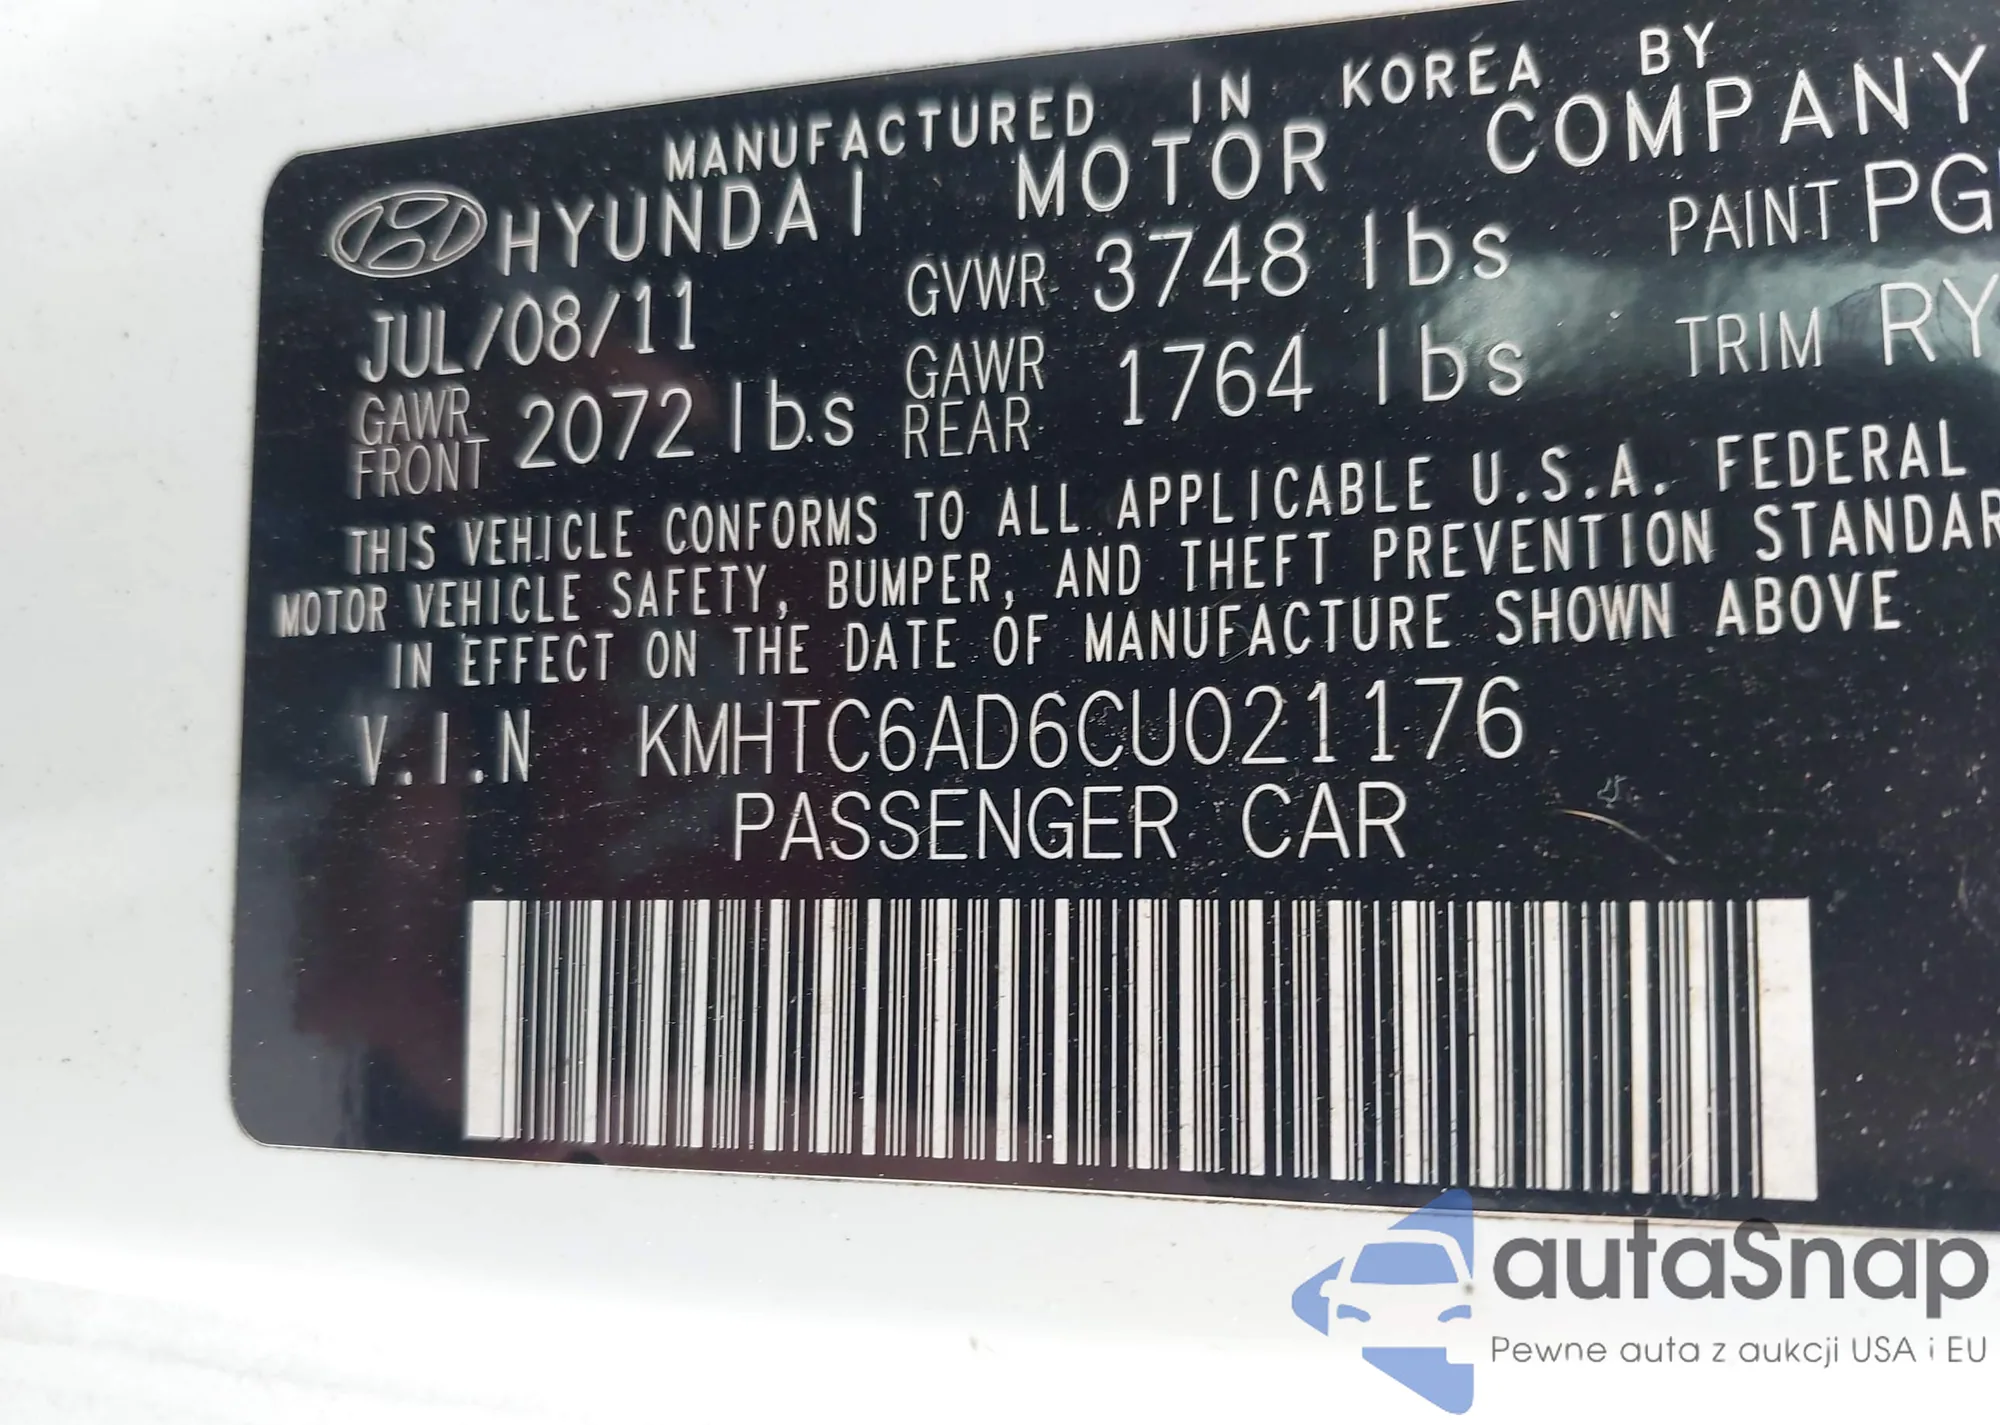 MANUFACTURED IN KOREA BY
HYUNDAI MOTOR COMPANY
JUL/08/11 GVWR 3748 lbs PAINT PG
GAWR FRONT 2072 lbs GAWR REAR 1764 lbs TRIM RY
THIS VEHICLE CONFORMS TO ALL APPLICABLE U.S.A. FEDERAL
MOTOR VEHICLE SAFETY, BUMPER, AND THEFT PREVENTION STANDAR
IN EFFECT ON THE DATE OF MANUFACTURE SHOWN ABOVE
V.I.N KMHTC6AD6CU021176
PASSENGER CAR
autaSnap
Pewne auta z aukcji USA i EU